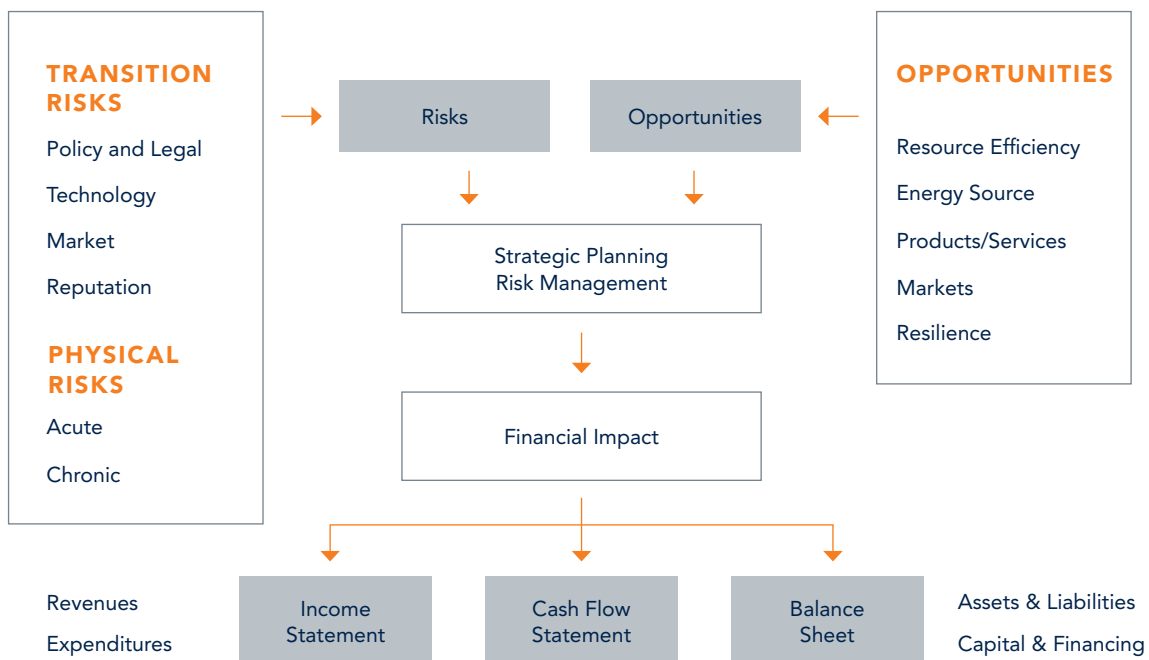 TRANSITION
RISKS
Policy and Legal
Technology
Market
Reputation
PHYSICAL
RISKS
Acute
Chronic
Risks
Opportunities
OPPORTUNITIES
Resource Efficiency
Energy Source
Products/Services
Markets
Resilience
Strategic Planning
Risk Management
Financial Impact
Revenues
Expenditures
Income
Statement
Cash Flow
Statement
Balance
Sheet
Assets & Liabilities
Capital & Financing